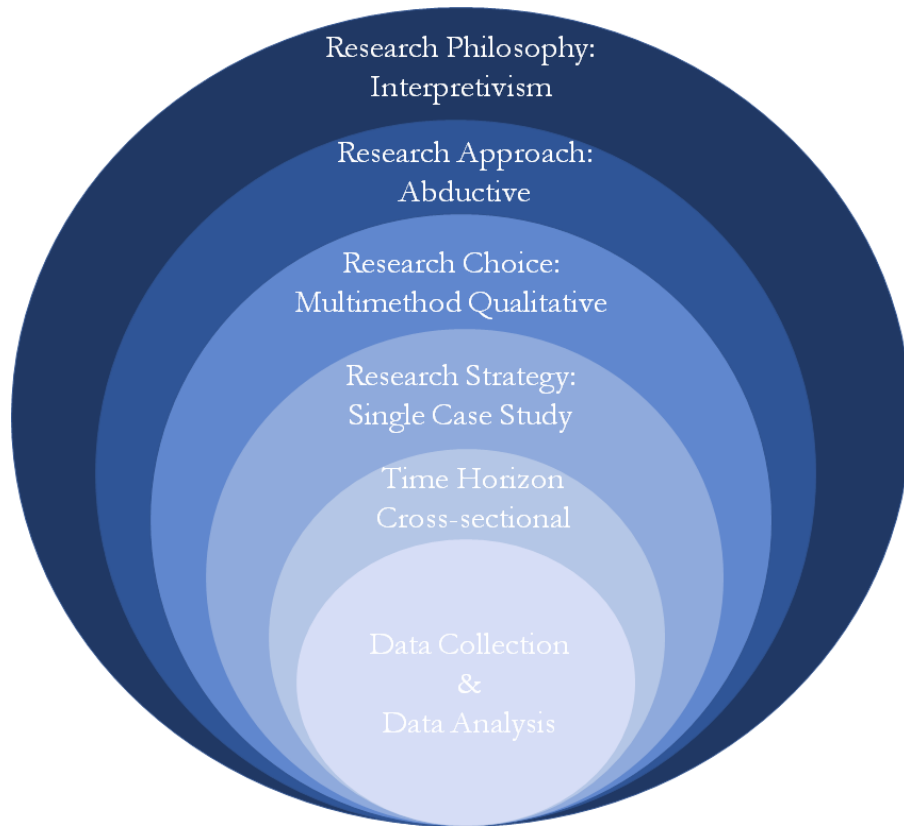 Research Philosophy:
Interpretivism
Research Approach:
Abductive
Research Choice:
Multimethod Qualitative
Research Strategy:
Single Case Study
Time Horizon
Cross-sectional
Data Collection
&
Data Analysis